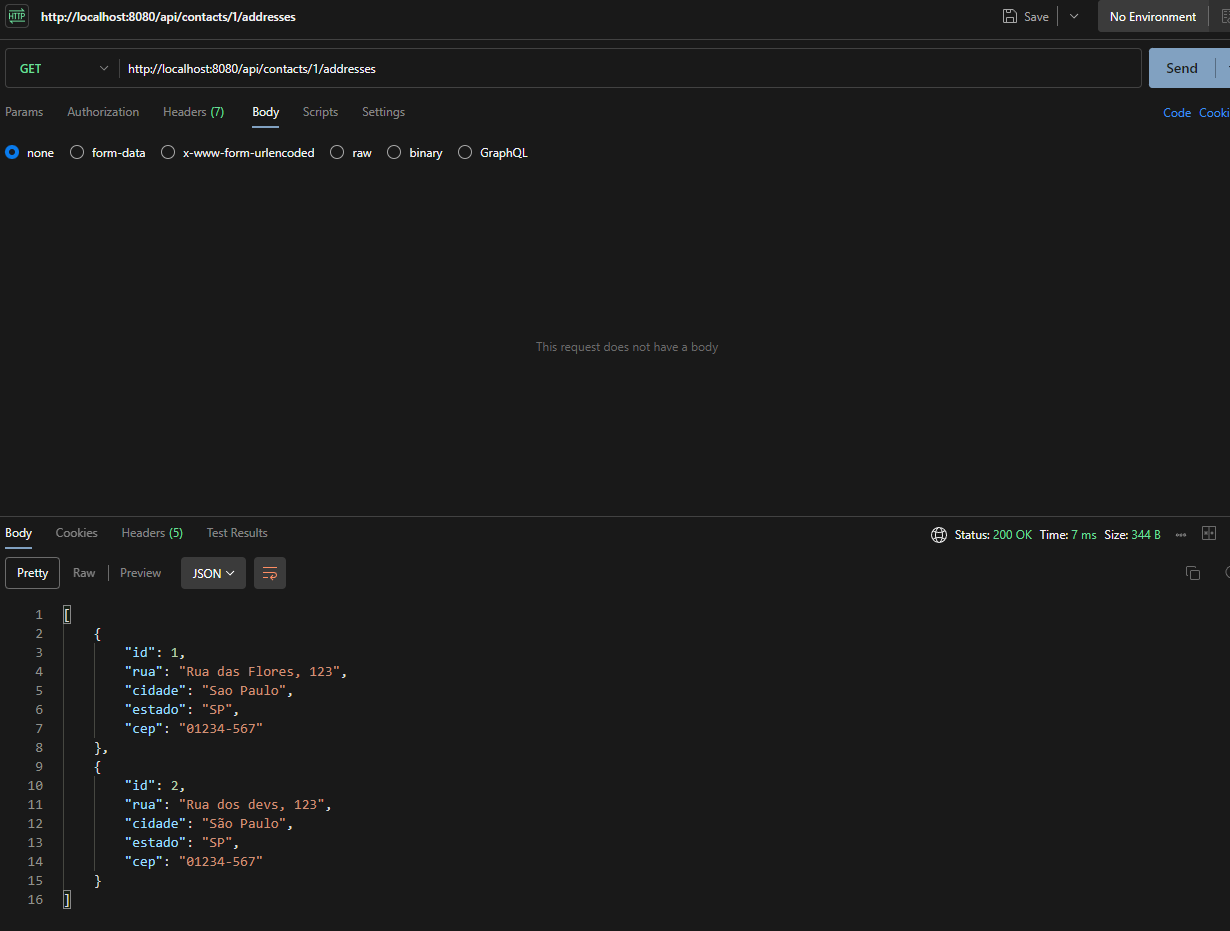 HTTP http://localhost:8080/api/contacts/1/addresses Save No Environment
GET http://localhost:8080/api/contacts/1/addresses Send
Params Authorization Headers (7) Body Scripts Settings Code Cooki
none form-data x-www-form-urlencoded raw binary GraphQL
This request does not have a body
Body Cookies Headers (5) Test Results Status: 200 OK Time: 7 ms Size: 344 B
Pretty Raw Preview JSON
1 [
2 {
3 "id": 1,
4 "rua": "Rua das Flores, 123",
5 "cidade": "Sao Paulo",
6 "estado": "SP",
7 "cep": "01234-567"
8 },
9 {
10 "id": 2,
11 "rua": "Rua dos devs, 123",
12 "cidade": "São Paulo",
13 "estado": "SP",
14 "cep": "01234-567"
15 }
16 ]